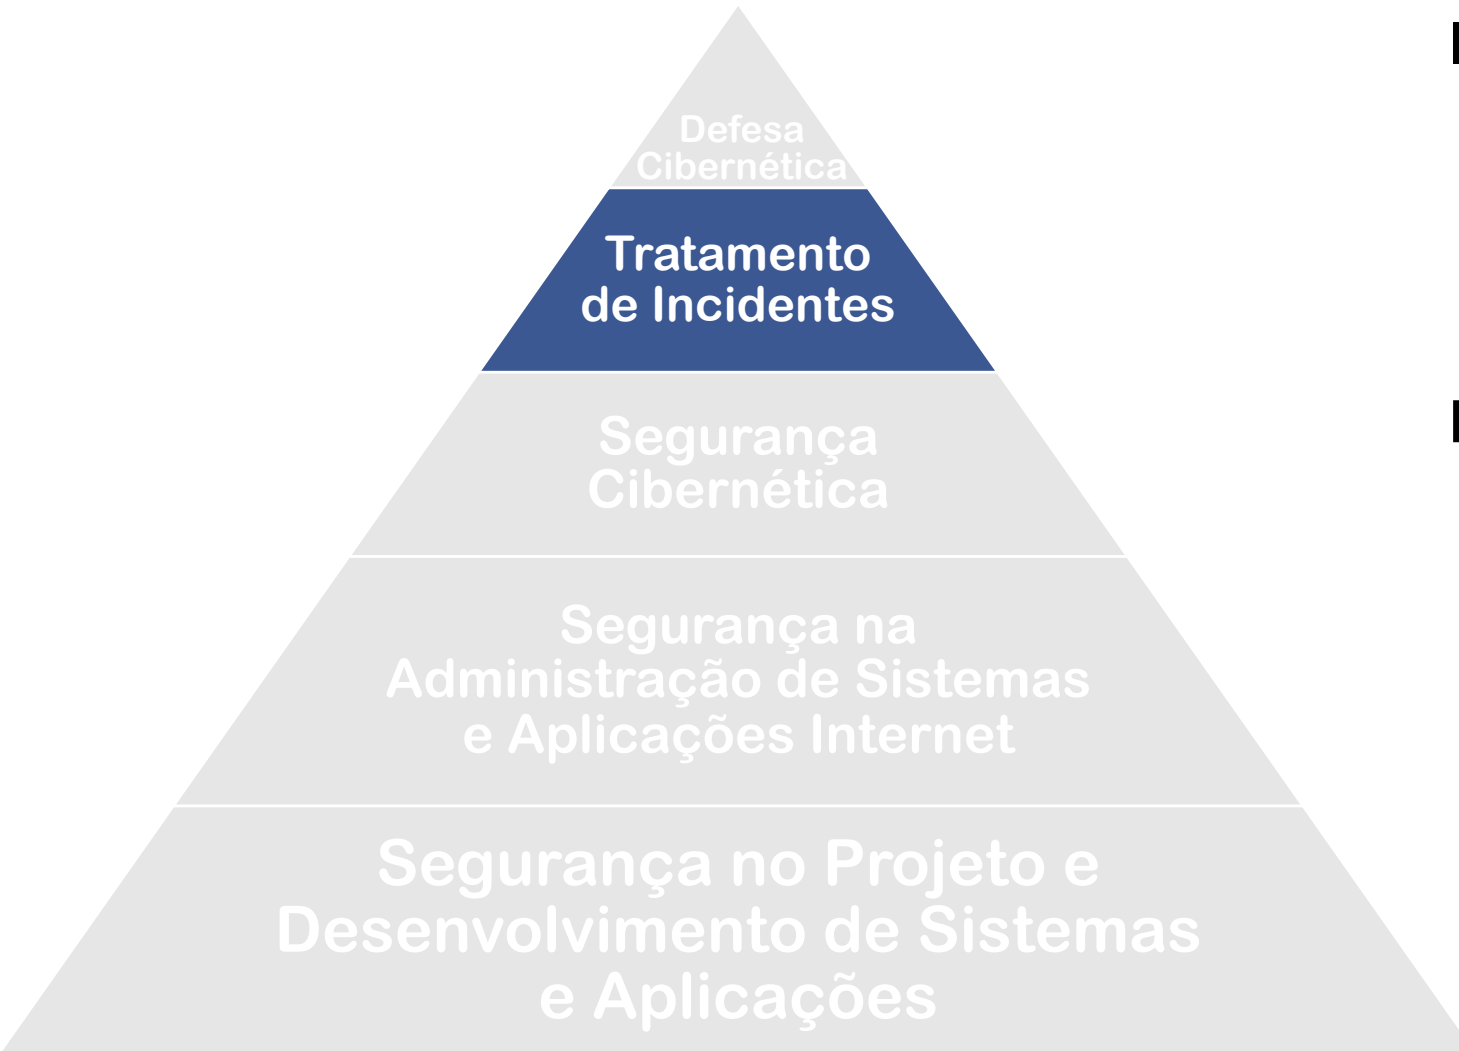 Defesa
Cibernética
Tratamento
de Incidentes
Segurança
Cibernética
Segurança na
Administração de Sistemas
e Aplicações Internet
Segurança no Projeto e
Desenvolvimento de Sistemas
e Aplicações